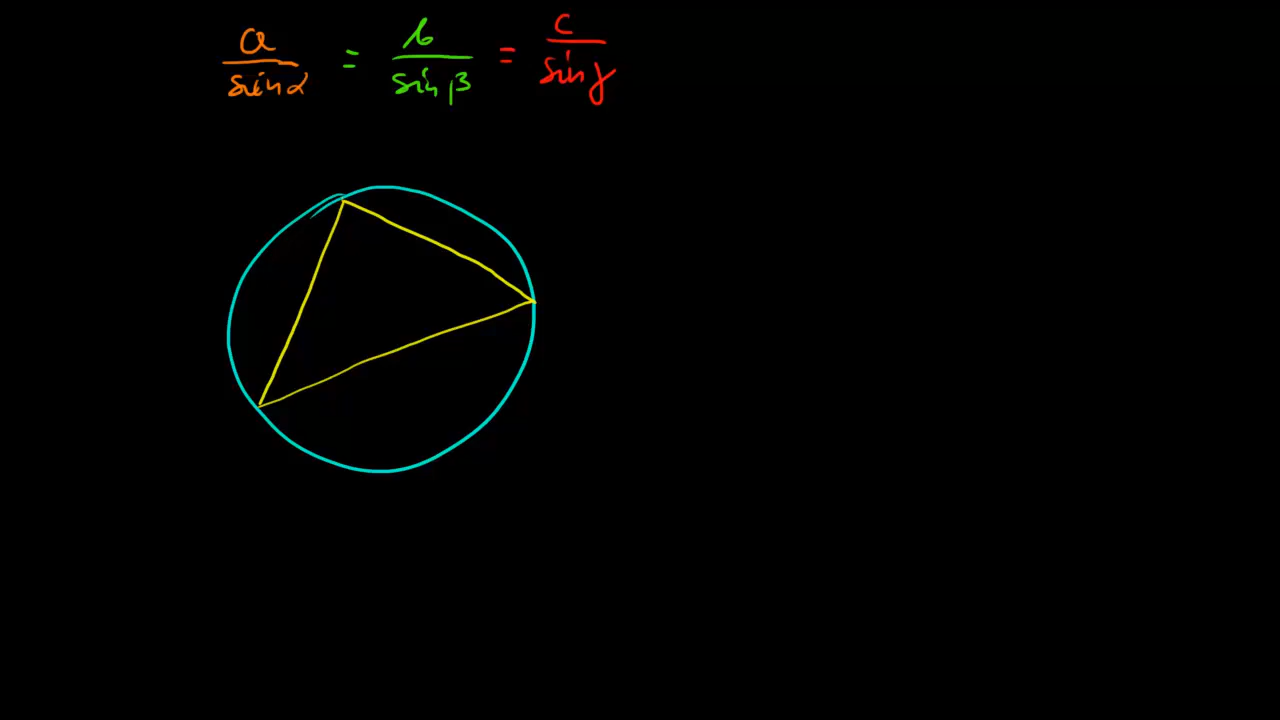 a/sinα = b/sinβ = c/sinγ